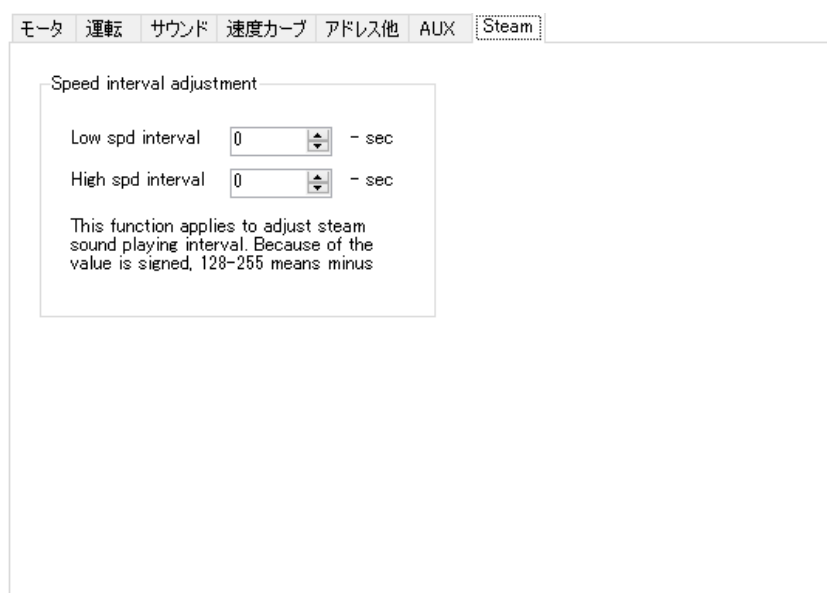 モータ 運転 サウンド 速度カーブ アドレス他 AUX Steam
Speed interval adjustment
Low spd interval 0 - sec
High spd interval 0 - sec
This function applies to adjust steam
sound playing interval. Because of the
value is signed, 128-255 means minus